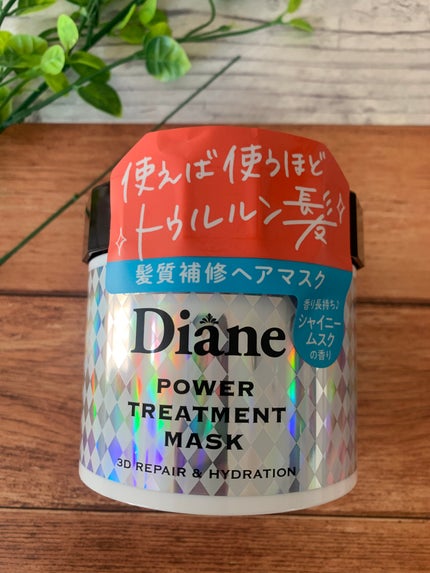 使えば使うほど
トゥルルン髪
髪質補修ヘアマスク
香り長持ち♪
シャイニー
ムスク
の香り
Diane
POWER
TREATMENT
MASK
3D REPAIR & HYDRATION